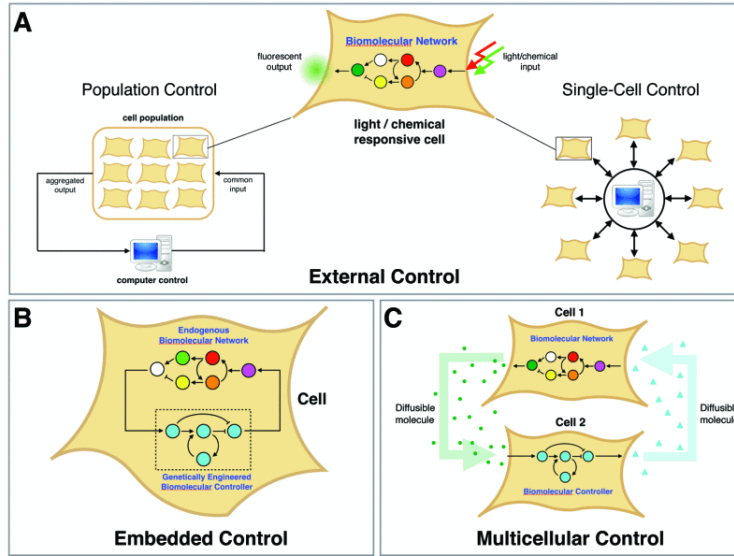 A
Biomolecular Network
fluorescent
output
light/chemical
input
Population Control
Single-Cell Control
cell population
light / chemical
responsive cell
aggregated
output
common
input
computer control
External Control
B
Endogenous
Biomolecular Network
Cell
Genetically Engineered
Biomolecular Controller
Embedded Control
C
Cell 1
Biomolecular Network
Diffusible
molecule
Diffusible
molecule
Cell 2
Biomolecular Controller
Multicellular Control